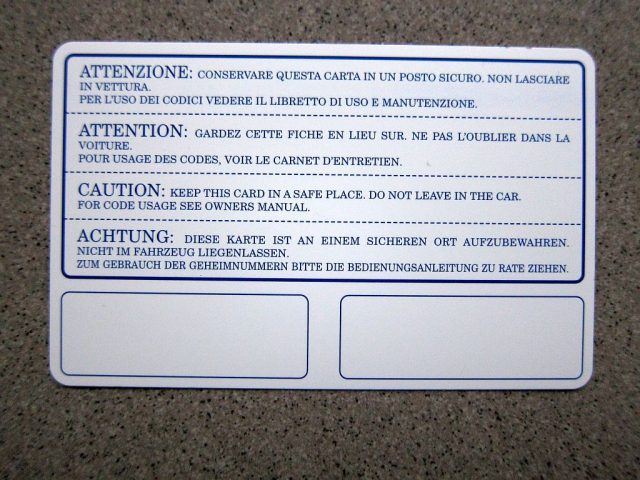 ATTENZIONE: CONSERVARE QUESTA CARTA IN UN POSTO SICURO. NON LASCIARE
IN VETTURA.
PER L'USO DEI CODICI VEDERE IL LIBRETTO DI USO E MANUTENZIONE.
ATTENTION: GARDEZ CETTE FICHE EN LIEU SUR. NE PAS L'OUBLIER DANS LA
VOITURE.
POUR USAGE DES CODES, VOIR LE CARNET D'ENTRETIEN.
CAUTION: KEEP THIS CARD IN A SAFE PLACE. DO NOT LEAVE IN THE CAR.
FOR CODE USAGE SEE OWNERS MANUAL.
ACHTUNG: DIESE KARTE IST AN EINEM SICHEREN ORT AUFZUBEWAHREN.
NICHT IM FAHRZEUG LIEGENLASSEN.
ZUM GEBRAUCH DER GEHEIMNUMMERN BITTE DIE BEDIENUNGSANLEITUNG ZU RATE ZIEHEN.